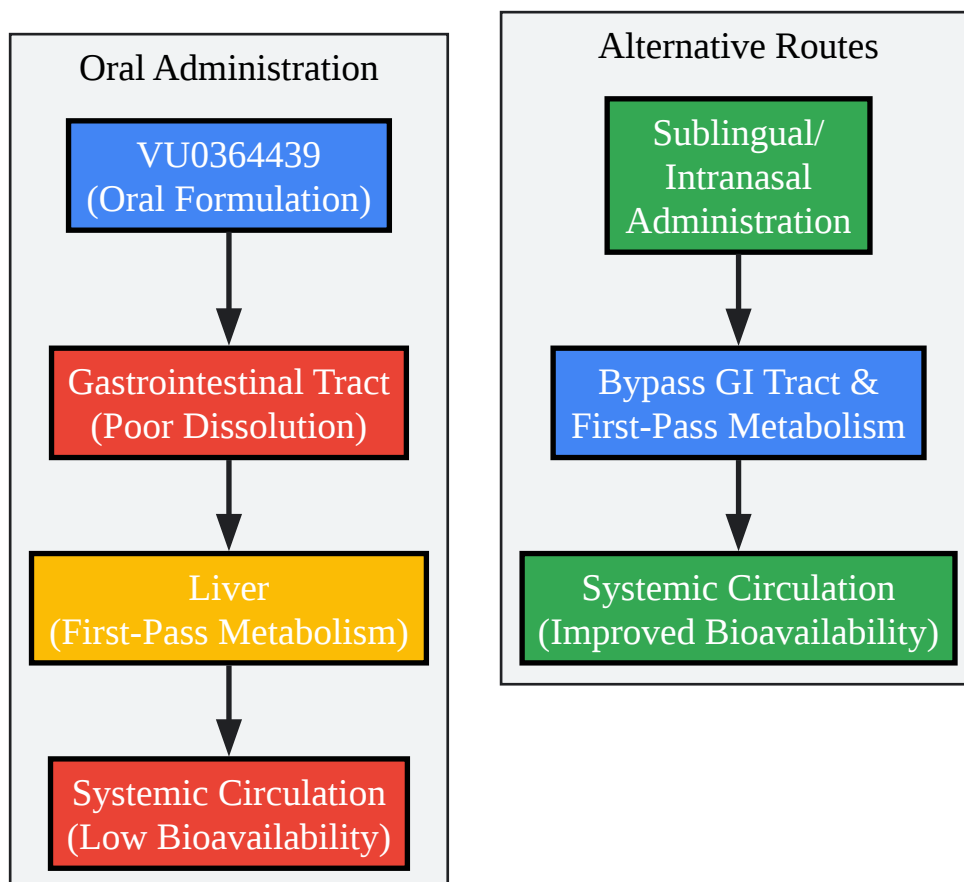 Oral Administration
VU0364439
(Oral Formulation)
Gastrointestinal Tract
(Poor Dissolution)
Liver
(First-Pass Metabolism)
Systemic Circulation
(Low Bioavailability)
Alternative Routes
Sublingual/
Intranasal
Administration
Bypass GI Tract &
First-Pass Metabolism
Systemic Circulation
(Improved Bioavailability)